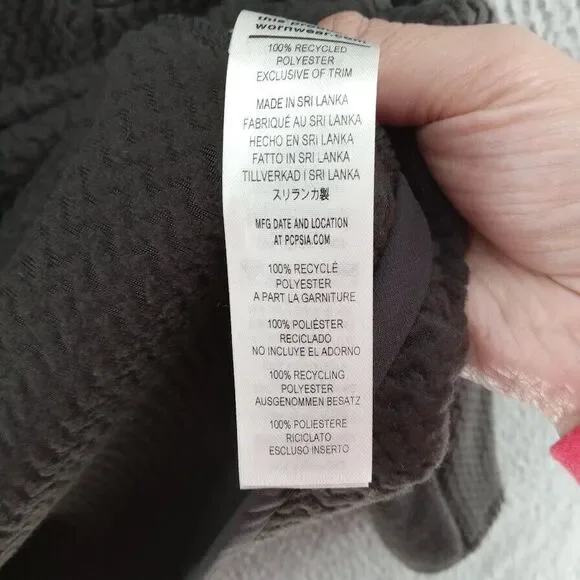 this pro
wornwear.com
100% RECYCLED
POLYESTER
EXCLUSIVE OF TRIM
MADE IN SRI LANKA
FABRIQUÉ AU SRI LANKA
HECHO EN SRI LANKA
FATTO IN SRI LANKA
TILLVERKAD I SRI LANKA
スリランカ製
MFG DATE AND LOCATION
AT PCPSIA.COM
100% RECYCLÉ
POLYESTER
A PART LA GARNITURE
100% POLIÉSTER
RECICLADO
NO INCLUYE EL ADORNO
100% RECYCLING
POLYESTER
AUSGENOMMEN BESATZ
100% POLIESTERE
RICICLATO
ESCLUSO INSERTO